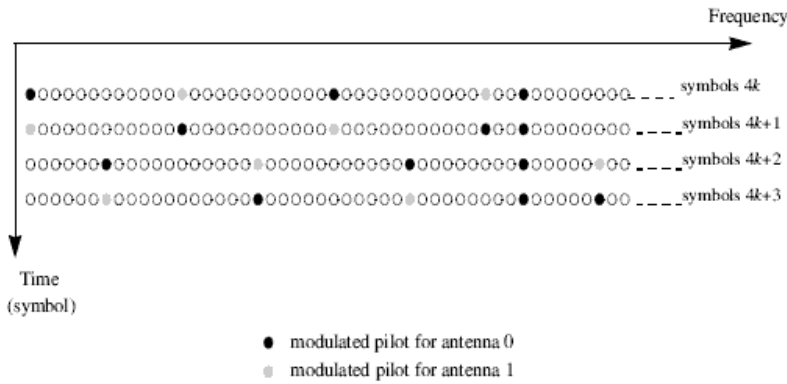 Frequency
symbols 4k
symbols 4k+1
symbols 4k+2
symbols 4k+3
Time
(symbol)
modulated pilot for antenna 0
modulated pilot for antenna 1